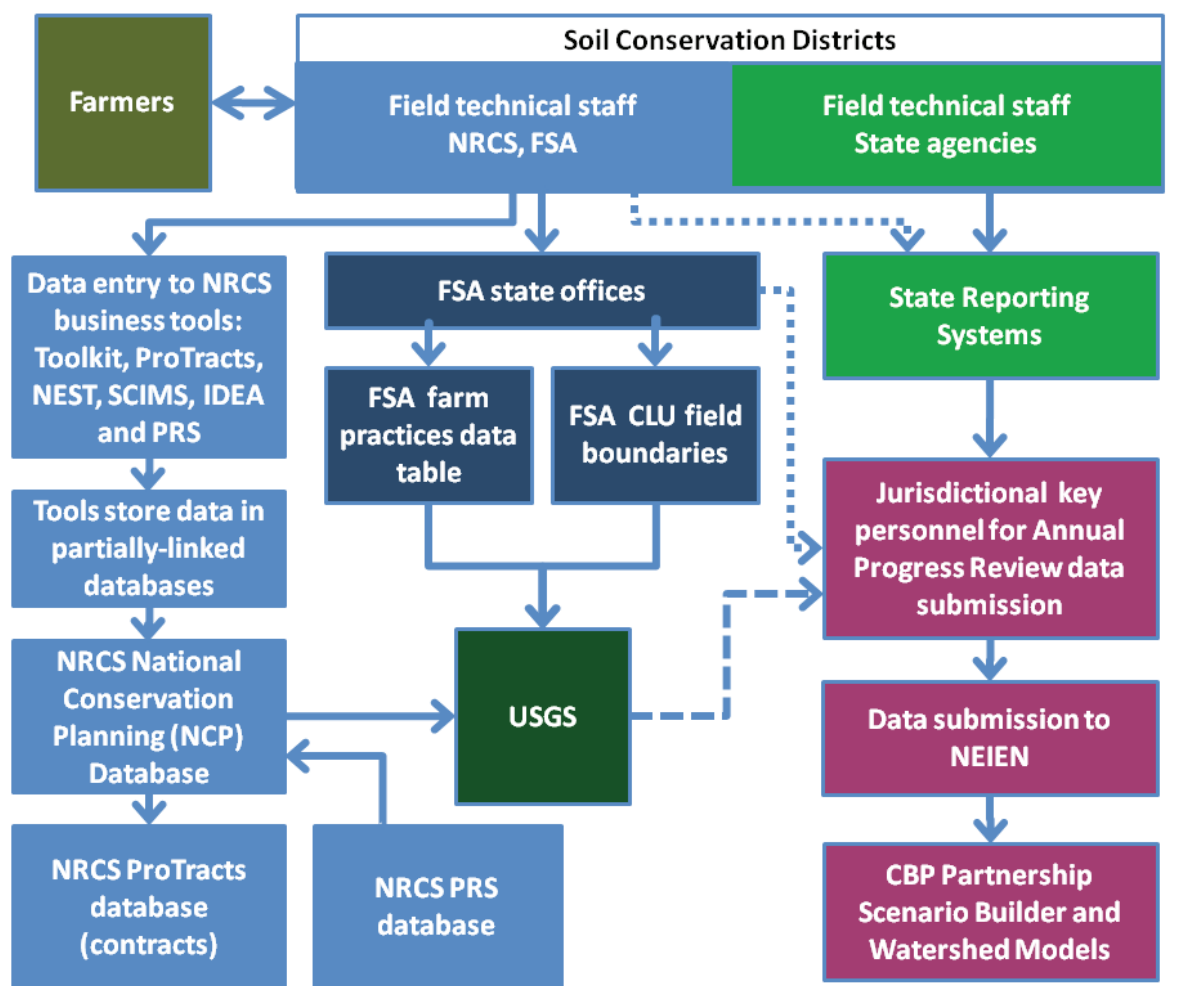 Soil Conservation Districts
Farmers
Field technical staff
NRCS, FSA
Field technical staff
State agencies
Data entry to NRCS
business tools:
Toolkit, ProTracts,
NEST, SCIMS, IDEA
and PRS
FSA state offices
State Reporting
Systems
FSA farm
practices data
table
FSA CLU field
boundaries
Tools store data in
partially-linked
databases
Jurisdictional key
personnel for Annual
Progress Review data
submission
NRCS National
Conservation
Planning (NCP)
Database
USGS
Data submission to
NEIEN
NRCS ProTracts
database
(contracts)
NRCS PRS
database
CBP Partnership
Scenario Builder and
Watershed Models